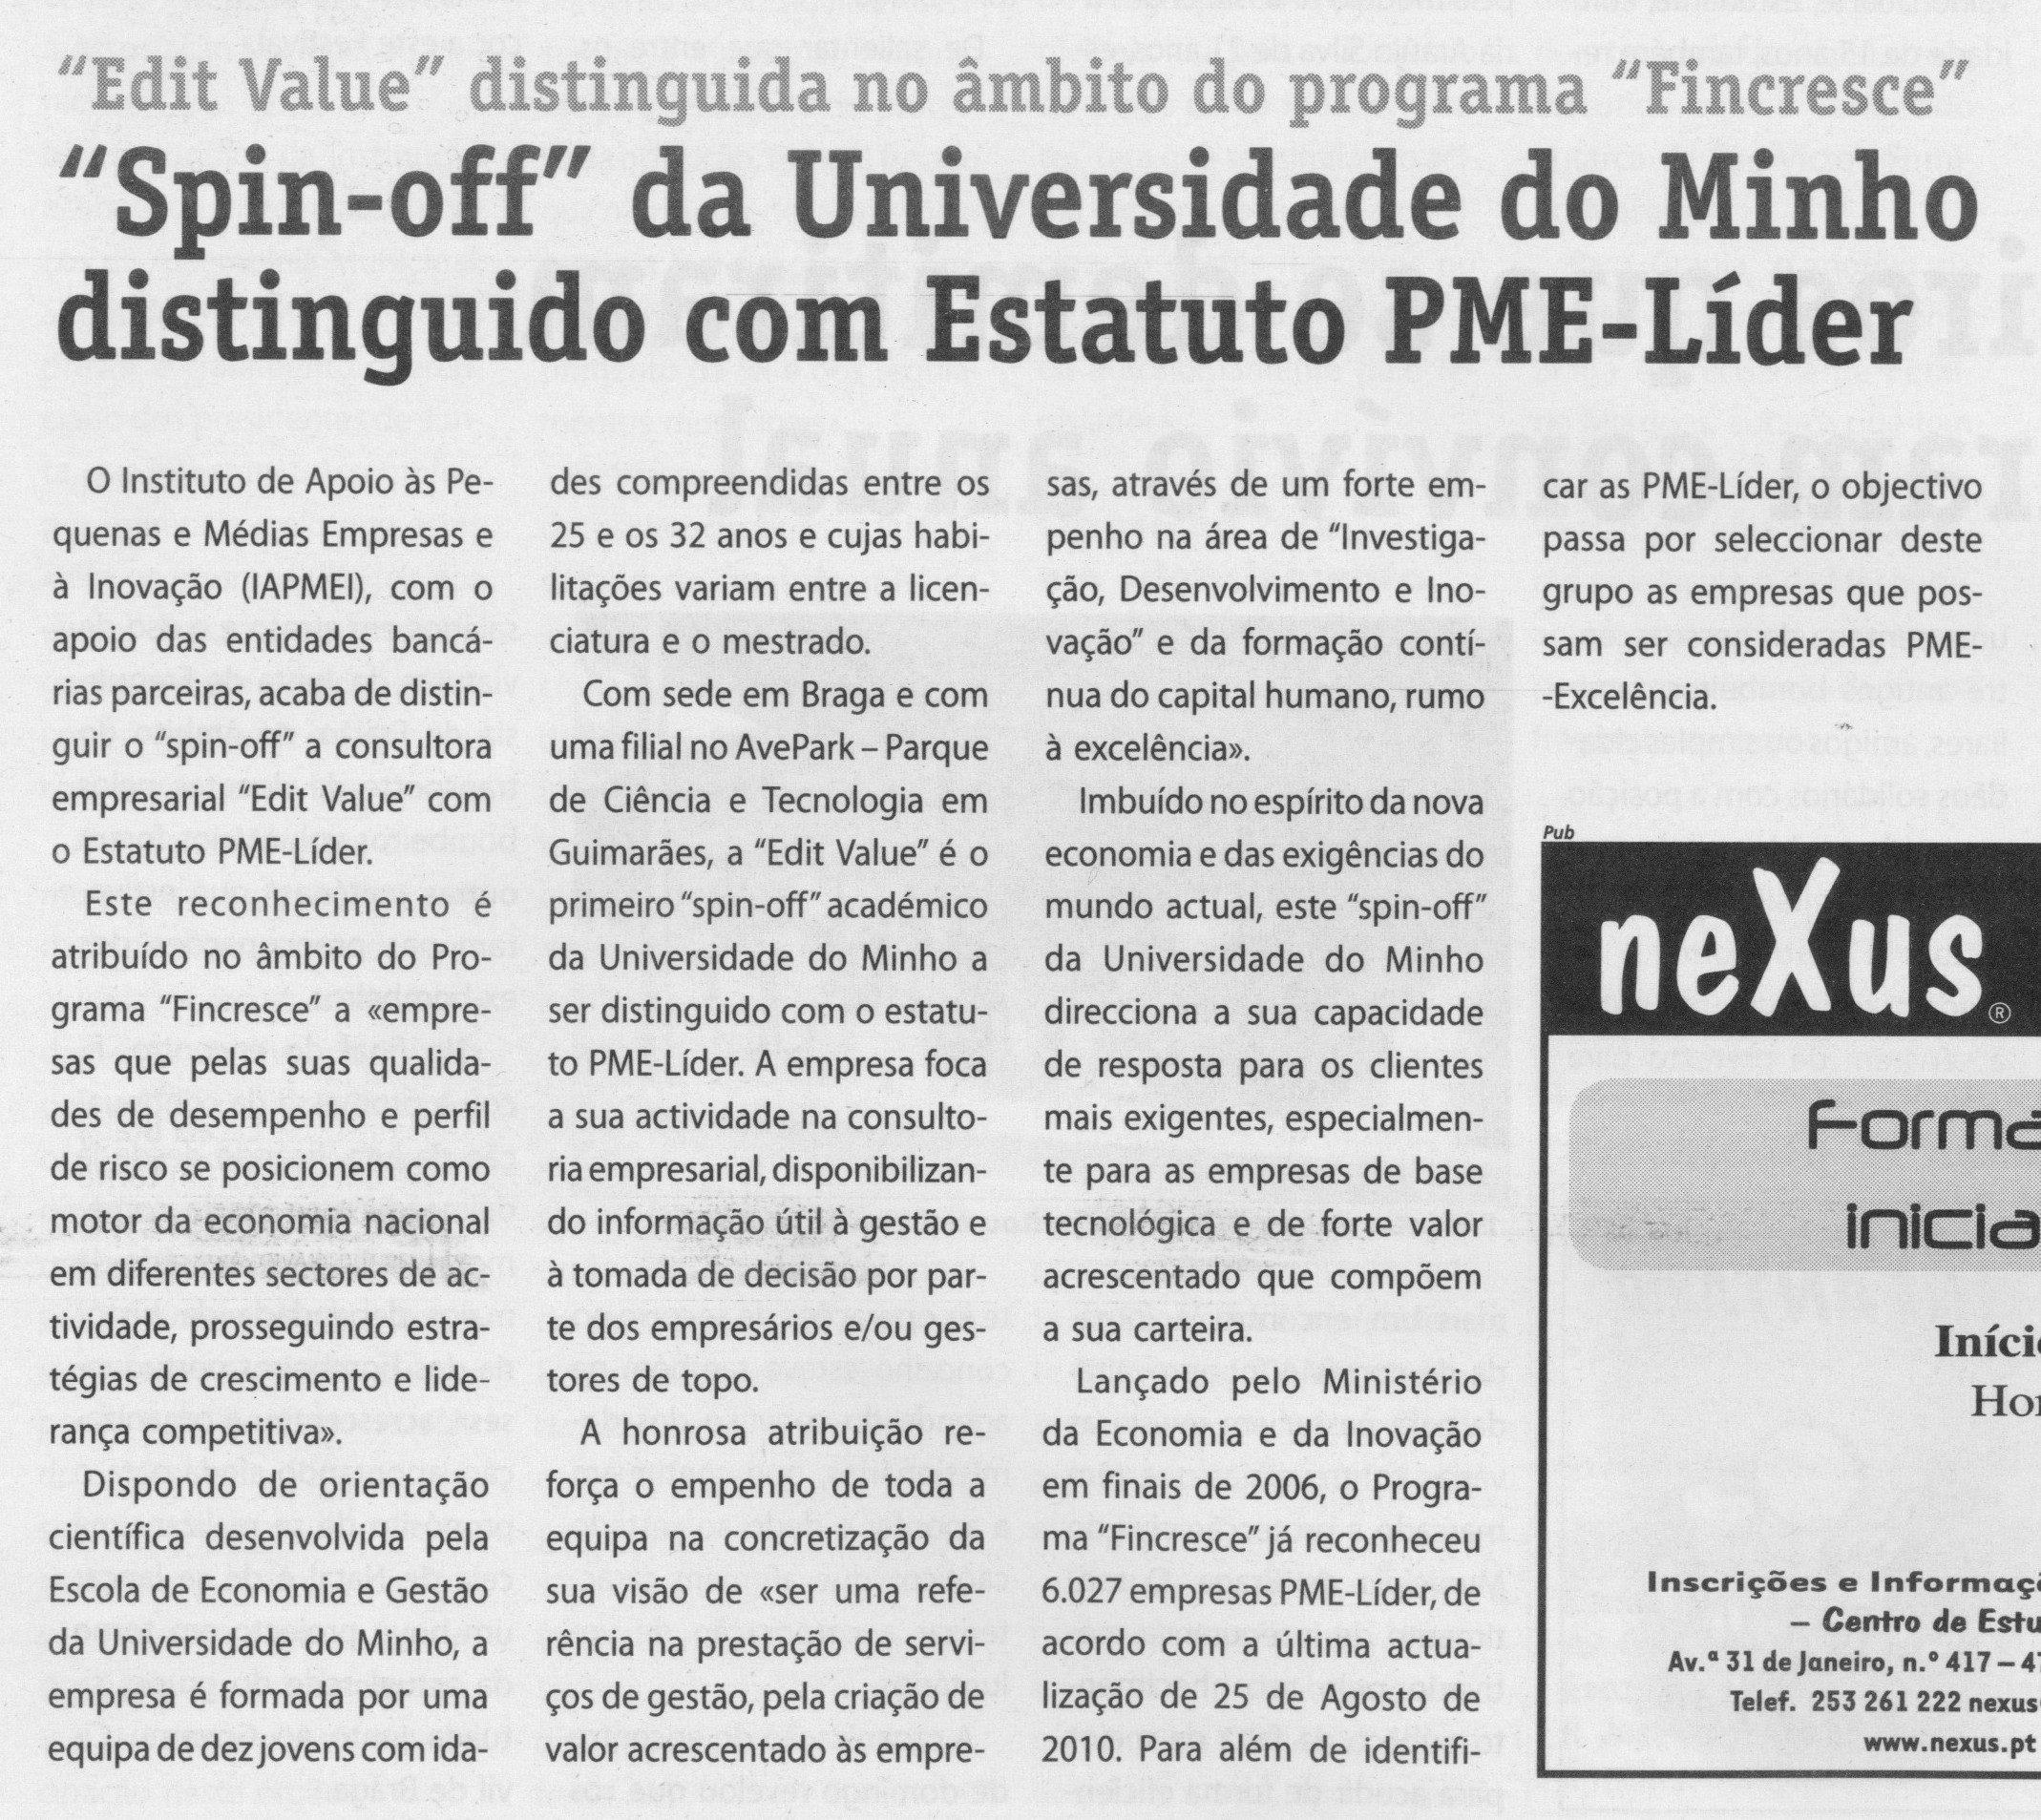 “Edit Value” distinguida no âmbito do programa “Fincresce”
“Spin-off” da Universidade do Minho
distinguido com Estatuto PME-Líder
O Instituto de Apoio às Pe-
quenas e Médias Empresas e
à Inovação (IAPMEI), com o
apoio das entidades bancá-
rias parceiras, acaba de distin-
guir o “spin-off” a consultora
empresarial “Edit Value” com
o Estatuto PME-Líder.
Este reconhecimento é
atribuído no âmbito do Pro-
grama “Fincresce” a «empre-
sas que pelas suas qualida-
des de desempenho e perfil
de risco se posicionem como
motor da economia nacional
em diferentes sectores de ac-
tividade, prosseguindo estra-
tégias de crescimento e lide-
rança competitiva».
Dispondo de orientação
científica desenvolvida pela
Escola de Economia e Gestão
da Universidade do Minho, a
empresa é formada por uma
equipa de dez jovens com ida-
des compreendidas entre os
25 e os 32 anos e cujas habi-
litações variam entre a licen-
ciatura e o mestrado.
Com sede em Braga e com
uma filial no AvePark – Parque
de Ciência e Tecnologia em
Guimarães, a “Edit Value” é o
primeiro “spin-off” académico
da Universidade do Minho a
ser distinguido com o estatu-
to PME-Líder. A empresa foca
a sua actividade na consulto-
ria empresarial, disponibilizan-
do informação útil à gestão e
à tomada de decisão por par-
te dos empresários e/ou ges-
tores de topo.
A honrosa atribuição re-
força o empenho de toda a
equipa na concretização da
sua visão de «ser uma refe-
rência na prestação de servi-
ços de gestão, pela criação de
valor acrescentado às empre-
sas, através de um forte em-
penho na área de “Investiga-
ção, Desenvolvimento e Ino-
vação” e da formação contí-
nua do capital humano, rumo
à excelência».
Imbuído no espírito da nova
economia e das exigências do
mundo actual, este “spin-off”
da Universidade do Minho
direcciona a sua capacidade
de resposta para os clientes
mais exigentes, especialmen-
te para as empresas de base
tecnológica e de forte valor
acrescentado que compõem
a sua carteira.
Lançado pelo Ministério
da Economia e da Inovação
em finais de 2006, o Progra-
ma “Fincresce” já reconheceu
6.027 empresas PME-Líder, de
acordo com a última actua-
lização de 25 de Agosto de
2010. Para além de identifi-
car as PME-Líder, o objectivo
passa por seleccionar deste
grupo as empresas que pos-
sam ser consideradas PME-
-Excelência.
Pub
neXus®
Forma
inicia
Iníci
Hor
Inscrições e Informaç
– Centro de Estu
Av.ª 31 de Janeiro, n.º 417 – 47
Telef. 253 261 222 nexus
www.nexus.pt